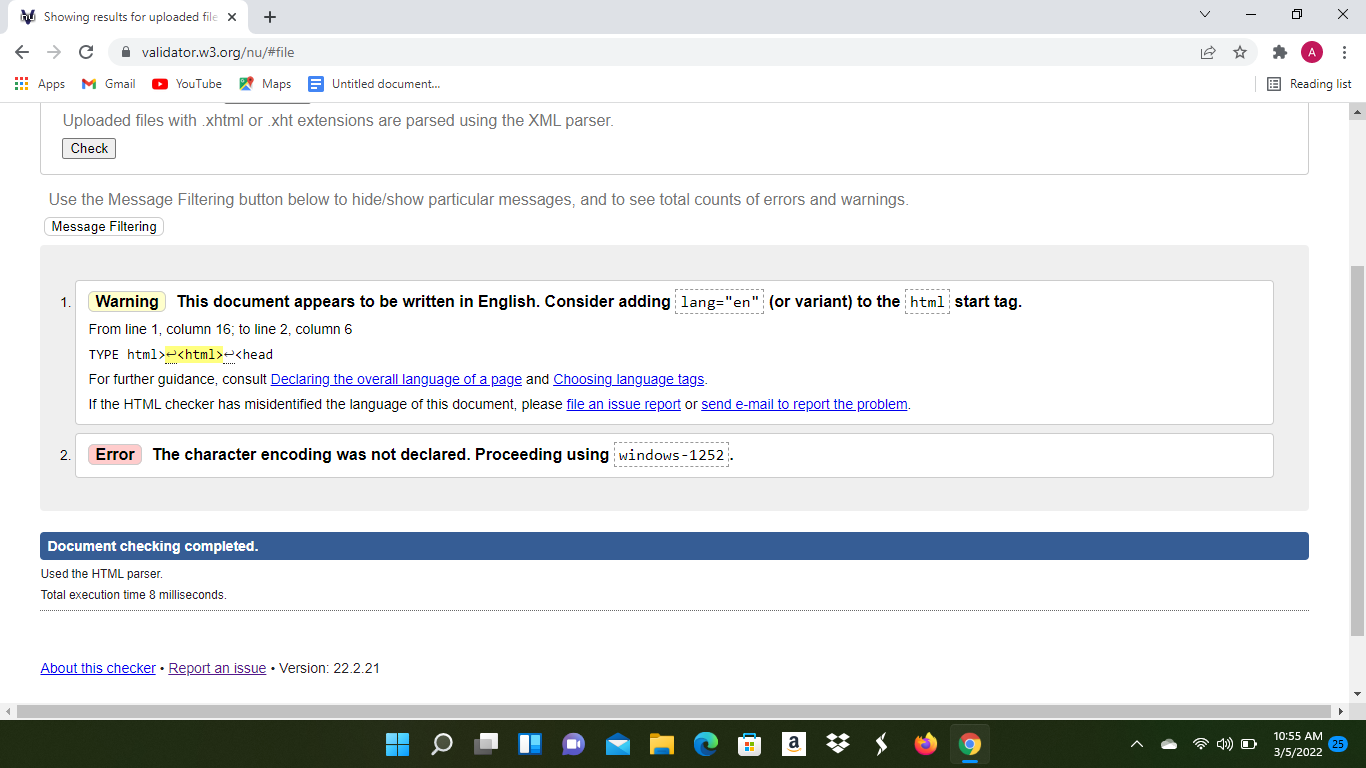 Showing results for uploaded file
validator.w3.org/nu/#file
A
Apps Gmail YouTube Maps Untitled document... Reading list
Uploaded files with .xhtml or .xht extensions are parsed using the XML parser.
Check
Use the Message Filtering button below to hide/show particular messages, and to see total counts of errors and warnings.
Message Filtering
1. Warning This document appears to be written in English. Consider adding lang="en" (or variant) to the html start tag.
From line 1, column 16; to line 2, column 6
TYPE html>↩<html>↩<head
For further guidance, consult Declaring the overall language of a page and Choosing language tags.
If the HTML checker has misidentified the language of this document, please file an issue report or send e-mail to report the problem.
2. Error The character encoding was not declared. Proceeding using windows-1252.
Document checking completed.
Used the HTML parser.
Total execution time 8 milliseconds.
About this checker • Report an issue • Version: 22.2.21
a
10:55 AM
3/5/2022
25